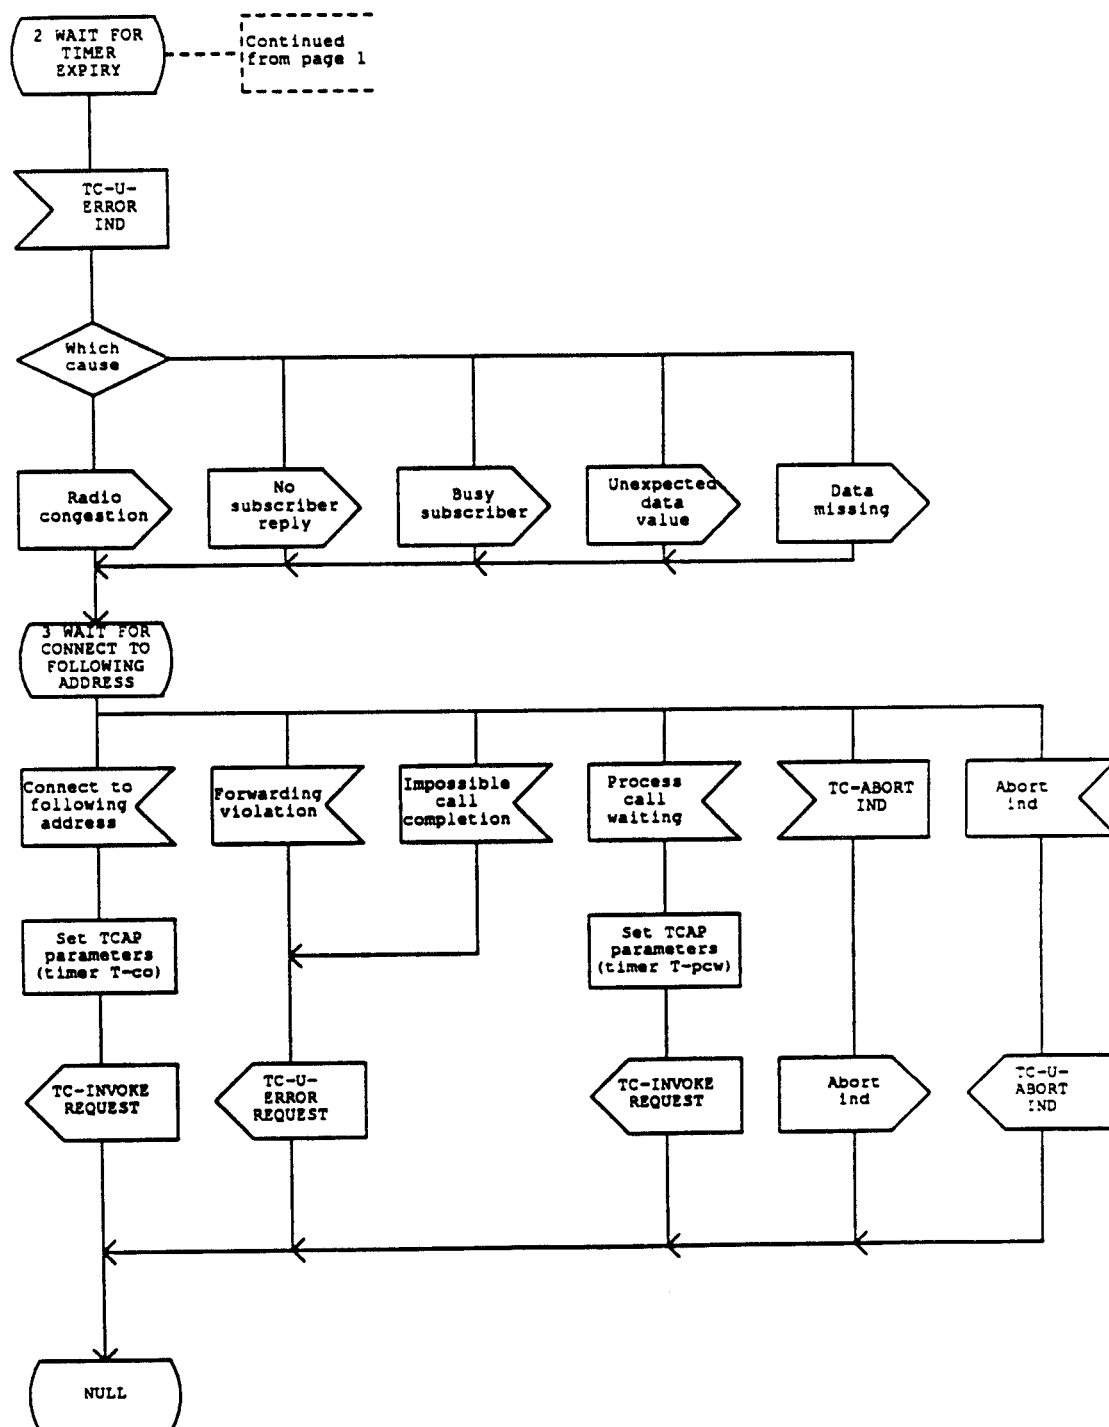 2 WAIT FOR
TIMER
EXPIRY
Continued
from page 1
TC-U-
ERROR
IND
Which
cause
Radio
congestion
No
subscriber
reply
Busy
subscriber
Unexpected
data
value
Data
missing
3 WAIT FOR
CONNECT TO
FOLLOWING
ADDRESS
Connect to
following
address
Forwarding
violation
Impossible
call
completion
Process
call
waiting
TC-ABORT
IND
Abort
ind
Set TCAP
parameters
(timer T-co)
Set TCAP
parameters
(timer T-pcw)
TC-INVOKE
REQUEST
TC-U-
ERROR
REQUEST
TC-INVOKE
REQUEST
Abort
ind
TC-U-
ABORT
IND
NULL